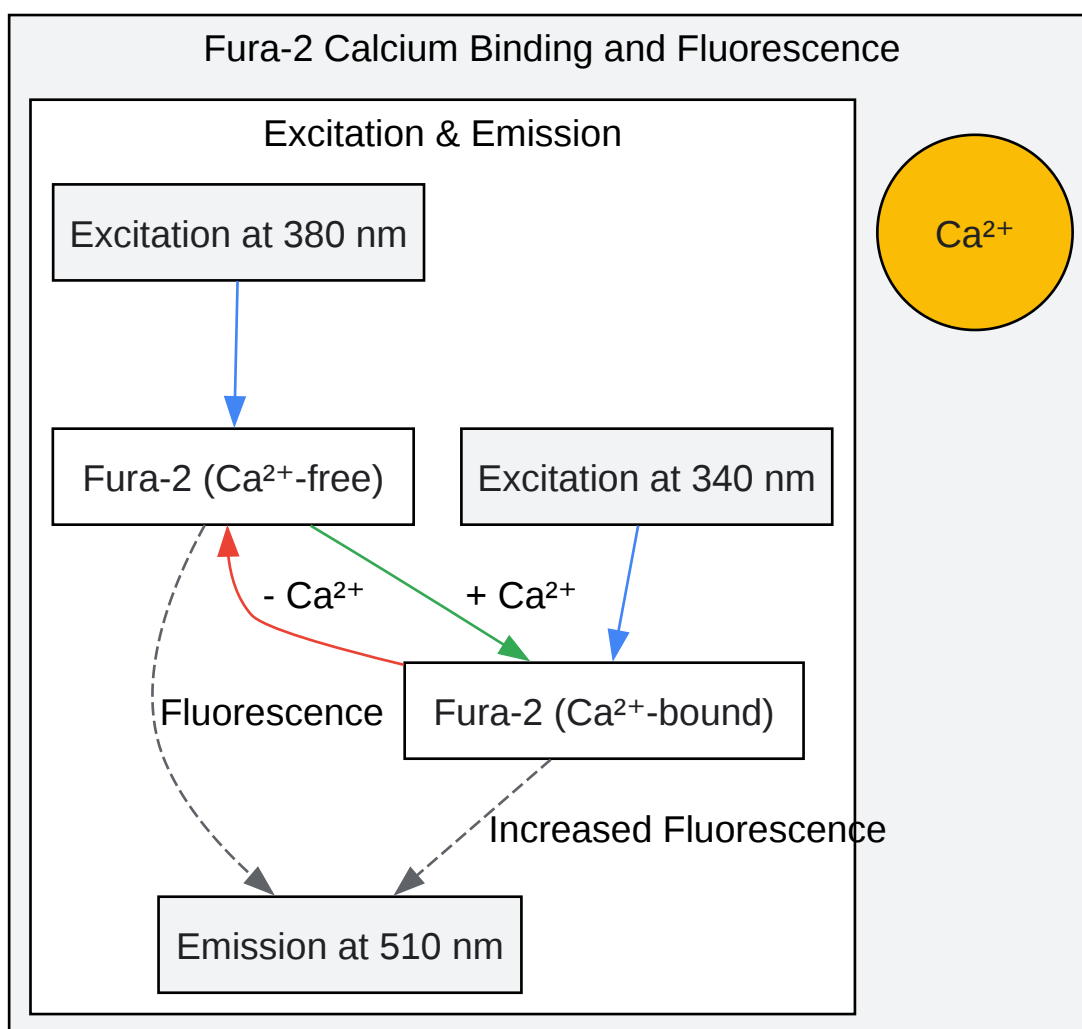 Fura-2 Calcium Binding and Fluorescence
Excitation & Emission
Excitation at 380 nm
Ca²⁺
Fura-2 (Ca²⁺-free)
Excitation at 340 nm
- Ca²⁺
+ Ca²⁺
Fluorescence
Fura-2 (Ca²⁺-bound)
Increased Fluorescence
Emission at 510 nm